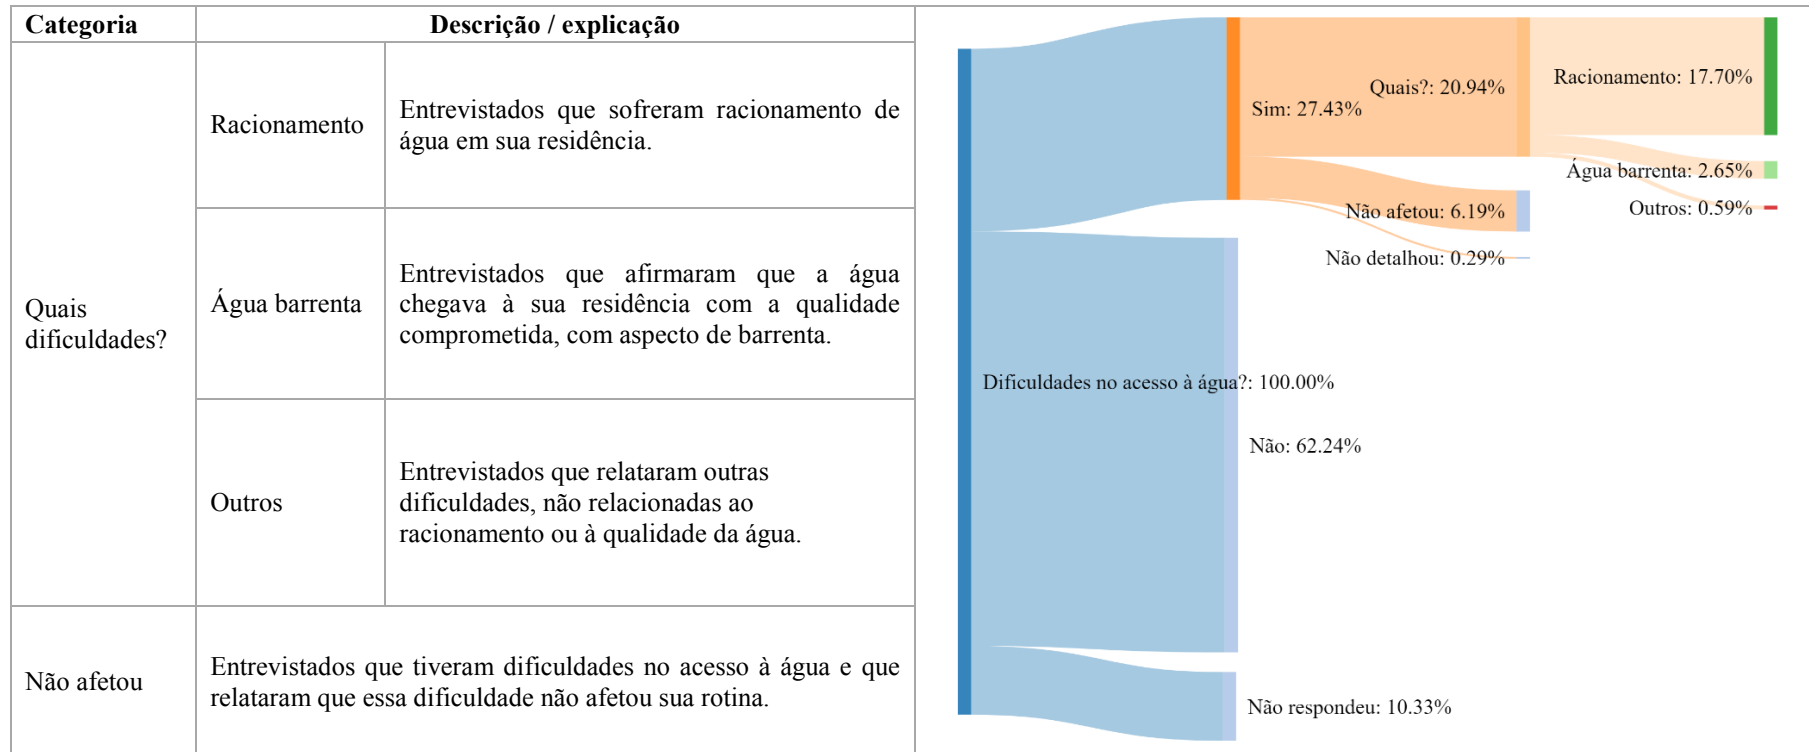 Categoria
Descrição / explicação
Quais
dificuldades?
Racionamento
Entrevistados que sofreram racionamento de
água em sua residência.
Água barrenta
Entrevistados que afirmaram que a água
chegava à sua residência com a qualidade
comprometida, com aspecto de barrenta.
Outros
Entrevistados que relataram outras
dificuldades, não relacionadas ao
racionamento ou à qualidade da água.
Não afetou
Entrevistados que tiveram dificuldades no acesso à água e que
relataram que essa dificuldade não afetou sua rotina.
Dificuldades no acesso à água?: 100.00%
Sim: 27.43%
Não: 62.24%
Não respondeu: 10.33%
Quais?: 20.94%
Não afetou: 6.19%
Não detalhou: 0.29%
Racionamento: 17.70%
Água barrenta: 2.65%
Outros: 0.59%